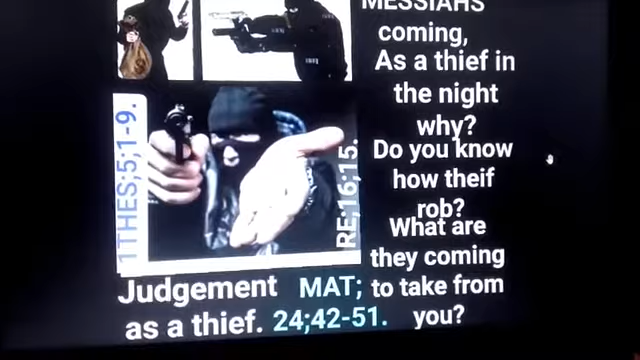 MESSIAHS
coming,
As a thief in
the night
why?
Do you know
how theif
rob?
What are
they coming
to take from
you?
1THES;5;1-9.
RE;16;15.
Judgement
as a thief.
MAT;
24;42-51.